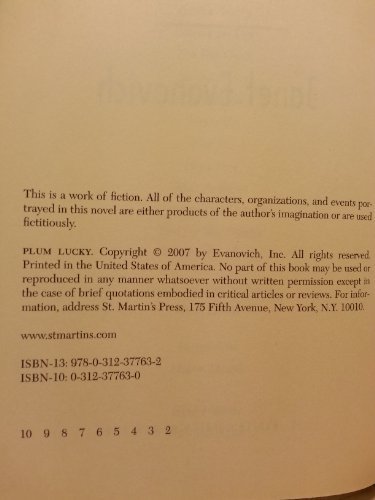 This is a work of fiction. All of the characters, organizations, and events por-
trayed in this novel are either products of the author's imagination or are used
fictitiously.
PLUM LUCKY. Copyright © 2007 by Evanovich, Inc. All rights reserved.
Printed in the United States of America. No part of this book may be used or
reproduced in any manner whatsoever without written permission except in
the case of brief quotations embodied in critical articles or reviews. For infor-
mation, address St. Martin's Press, 175 Fifth Avenue, New York, N.Y. 10010.
www.stmartins.com
ISBN-13: 978-0-312-37763-2
ISBN-10: 0-312-37763-0
10 9 8 7 6 5 4 3 2